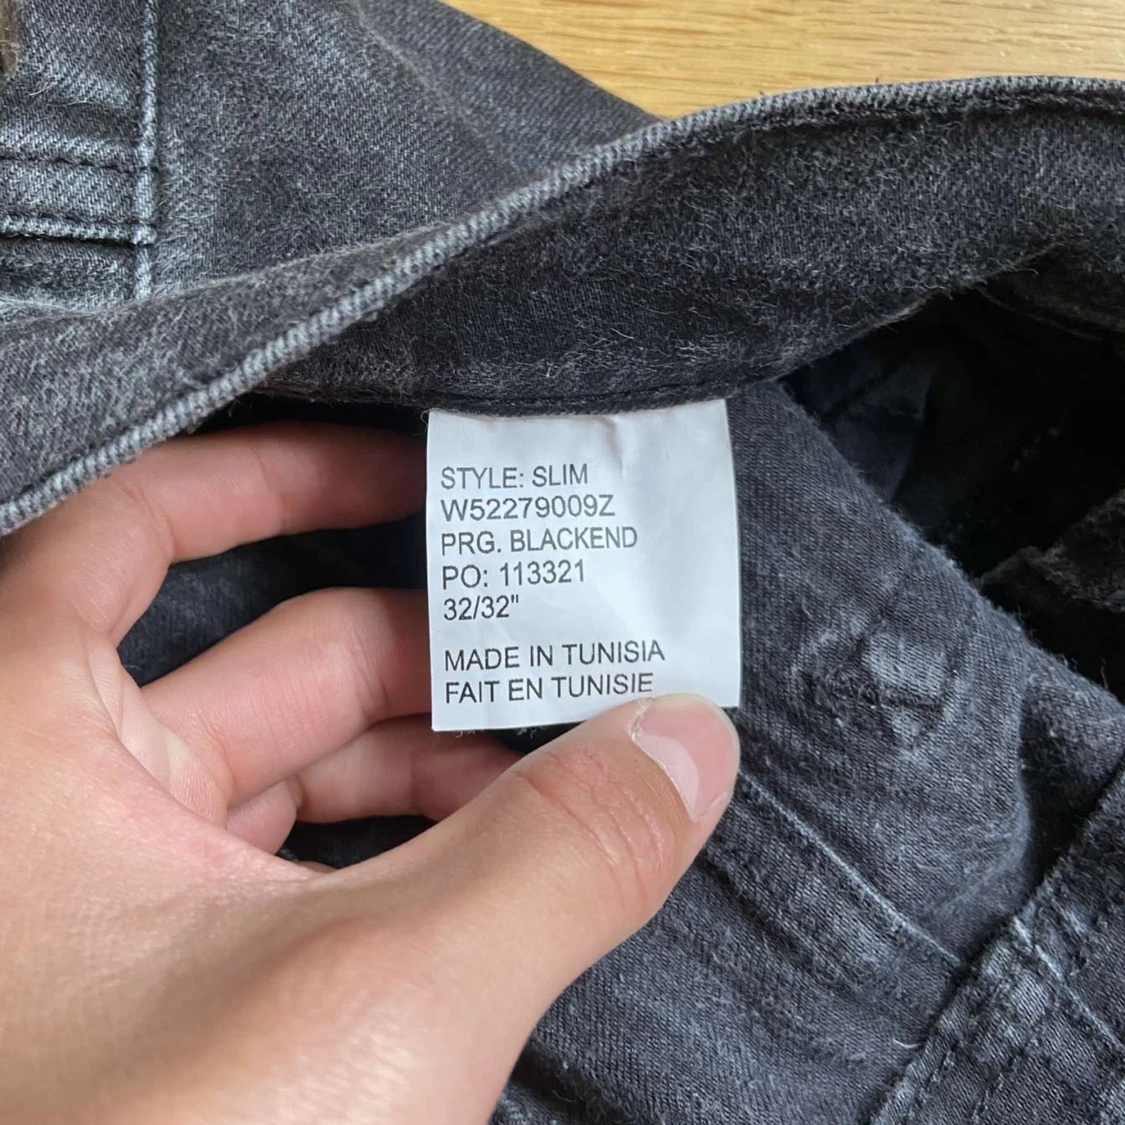 STYLE: SLIM
W52279009Z
PRG. BLACKEND
PO: 113321
32/32"
MADE IN TUNISIA
FAIT EN TUNISIE